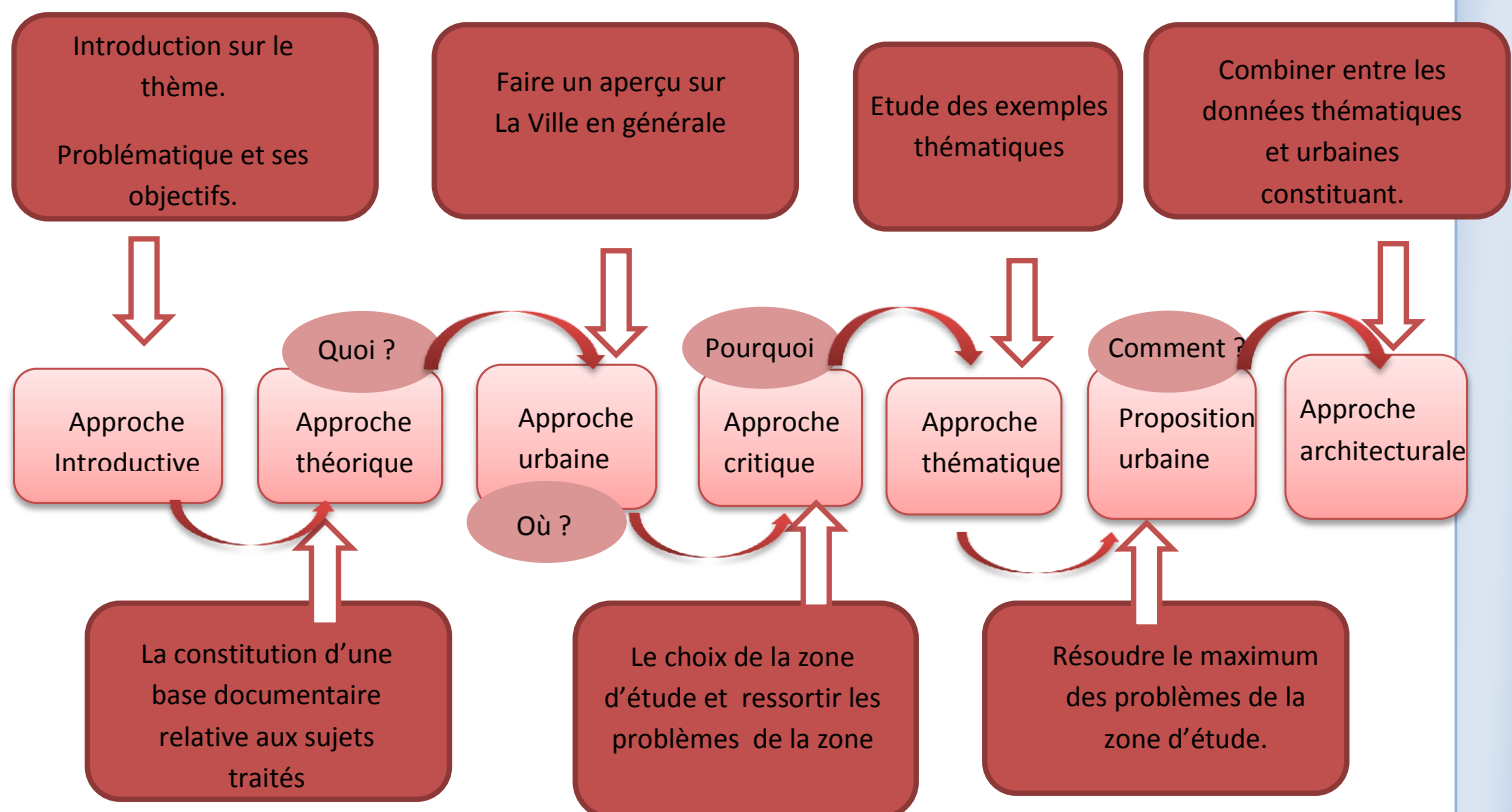 Introduction sur le
thème.
Problématique et ses
objectifs.
Faire un aperçu sur
La Ville en générale
Etude des exemples
thématiques
Combiner entre les
données thématiques
et urbaines
constituant.
Quoi ?
Pourquoi
Comment ?
Approche
Introductive
Approche
théorique
Approche
urbaine
Où ?
Approche
critique
Approche
thématique
Proposition
urbaine
Approche
architecturale
La constitution d’une
base documentaire
relative aux sujets
traités
Le choix de la zone
d’étude et ressortir les
problèmes de la zone
Résoudre le maximum
des problèmes de la
zone d’étude.